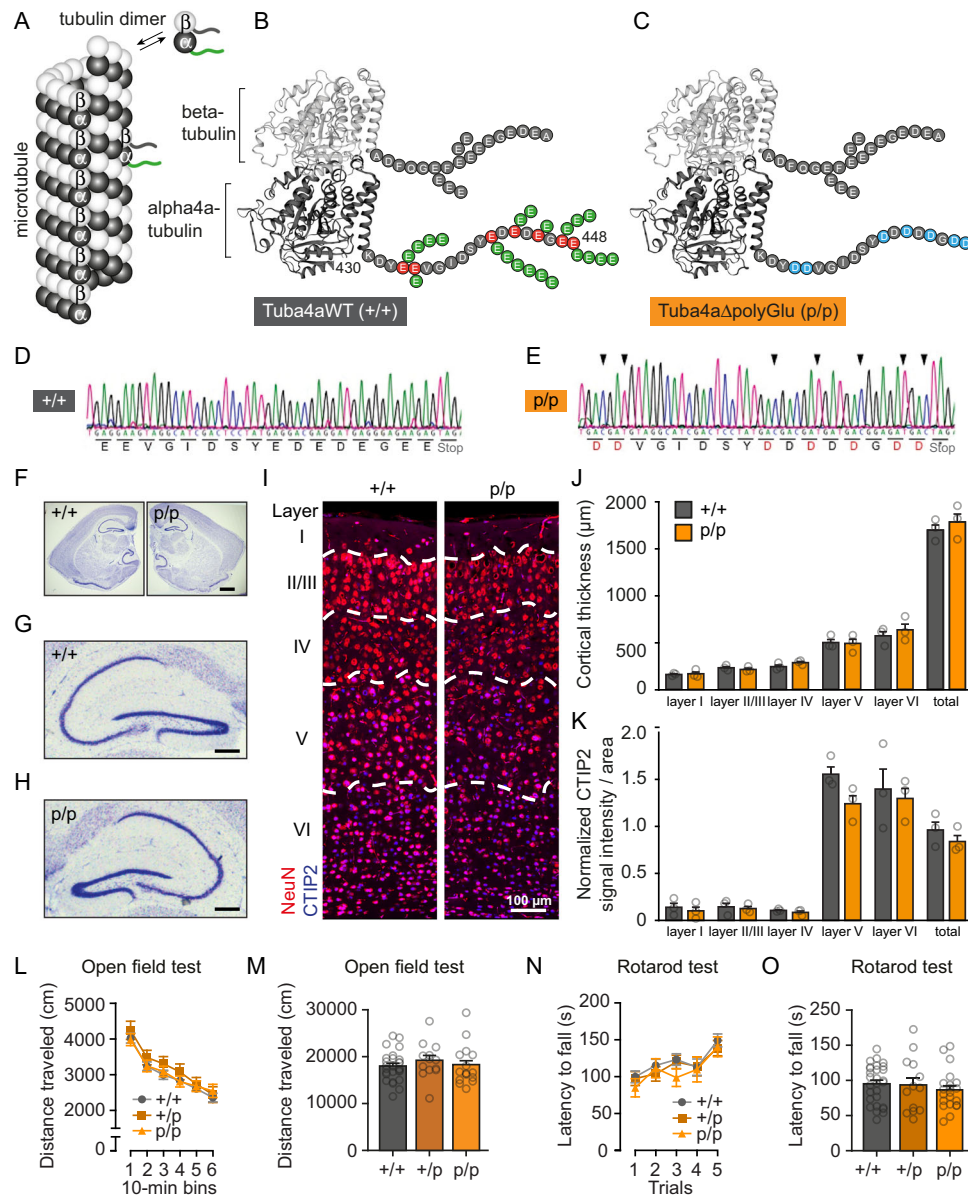 A
tubulin dimer
β
α
β
α
β
α
β
α
β
α
β
α
β
α
microtubule
B
beta-
tubulin
alpha4a-
tubulin
430
448
Tuba4aWT (+/+)
C
Tuba4aΔpolyGlu (p/p)
D
+/+
E E V G I D S Y E D E D E G E E Stop
E
p/p
D D V G I D S Y D D D D D G D D Stop
F
+/+
p/p
G
+/+
H
p/p
I
+/+
p/p
Layer
I
II/III
IV
V
VI
NeuN
CTIP2
100 μm
J
+/+
p/p
Cortical thickness (μm)
2000
1500
500
250
0
layer I
layer II/III
layer IV
layer V
layer VI
total
K
Normalized CTIP2
signal intensity / area
2.0
1.5
1.0
0.5
0
layer I
layer II/III
layer IV
layer V
layer VI
total
L
Open field test
Distance traveled (cm)
5000
4000
3000
2000
0
+/+
+/p
p/p
1 2 3 4 5 6
10-min bins
M
Open field test
Distance traveled (cm)
30000
20000
10000
0
+/+
+/p
p/p
N
Rotarod test
Latency to fall (s)
200
150
100
50
0
+/+
+/p
p/p
1 2 3 4 5
Trials
O
Rotarod test
Latency to fall (s)
250
150
100
50
0
+/+
+/p
p/p